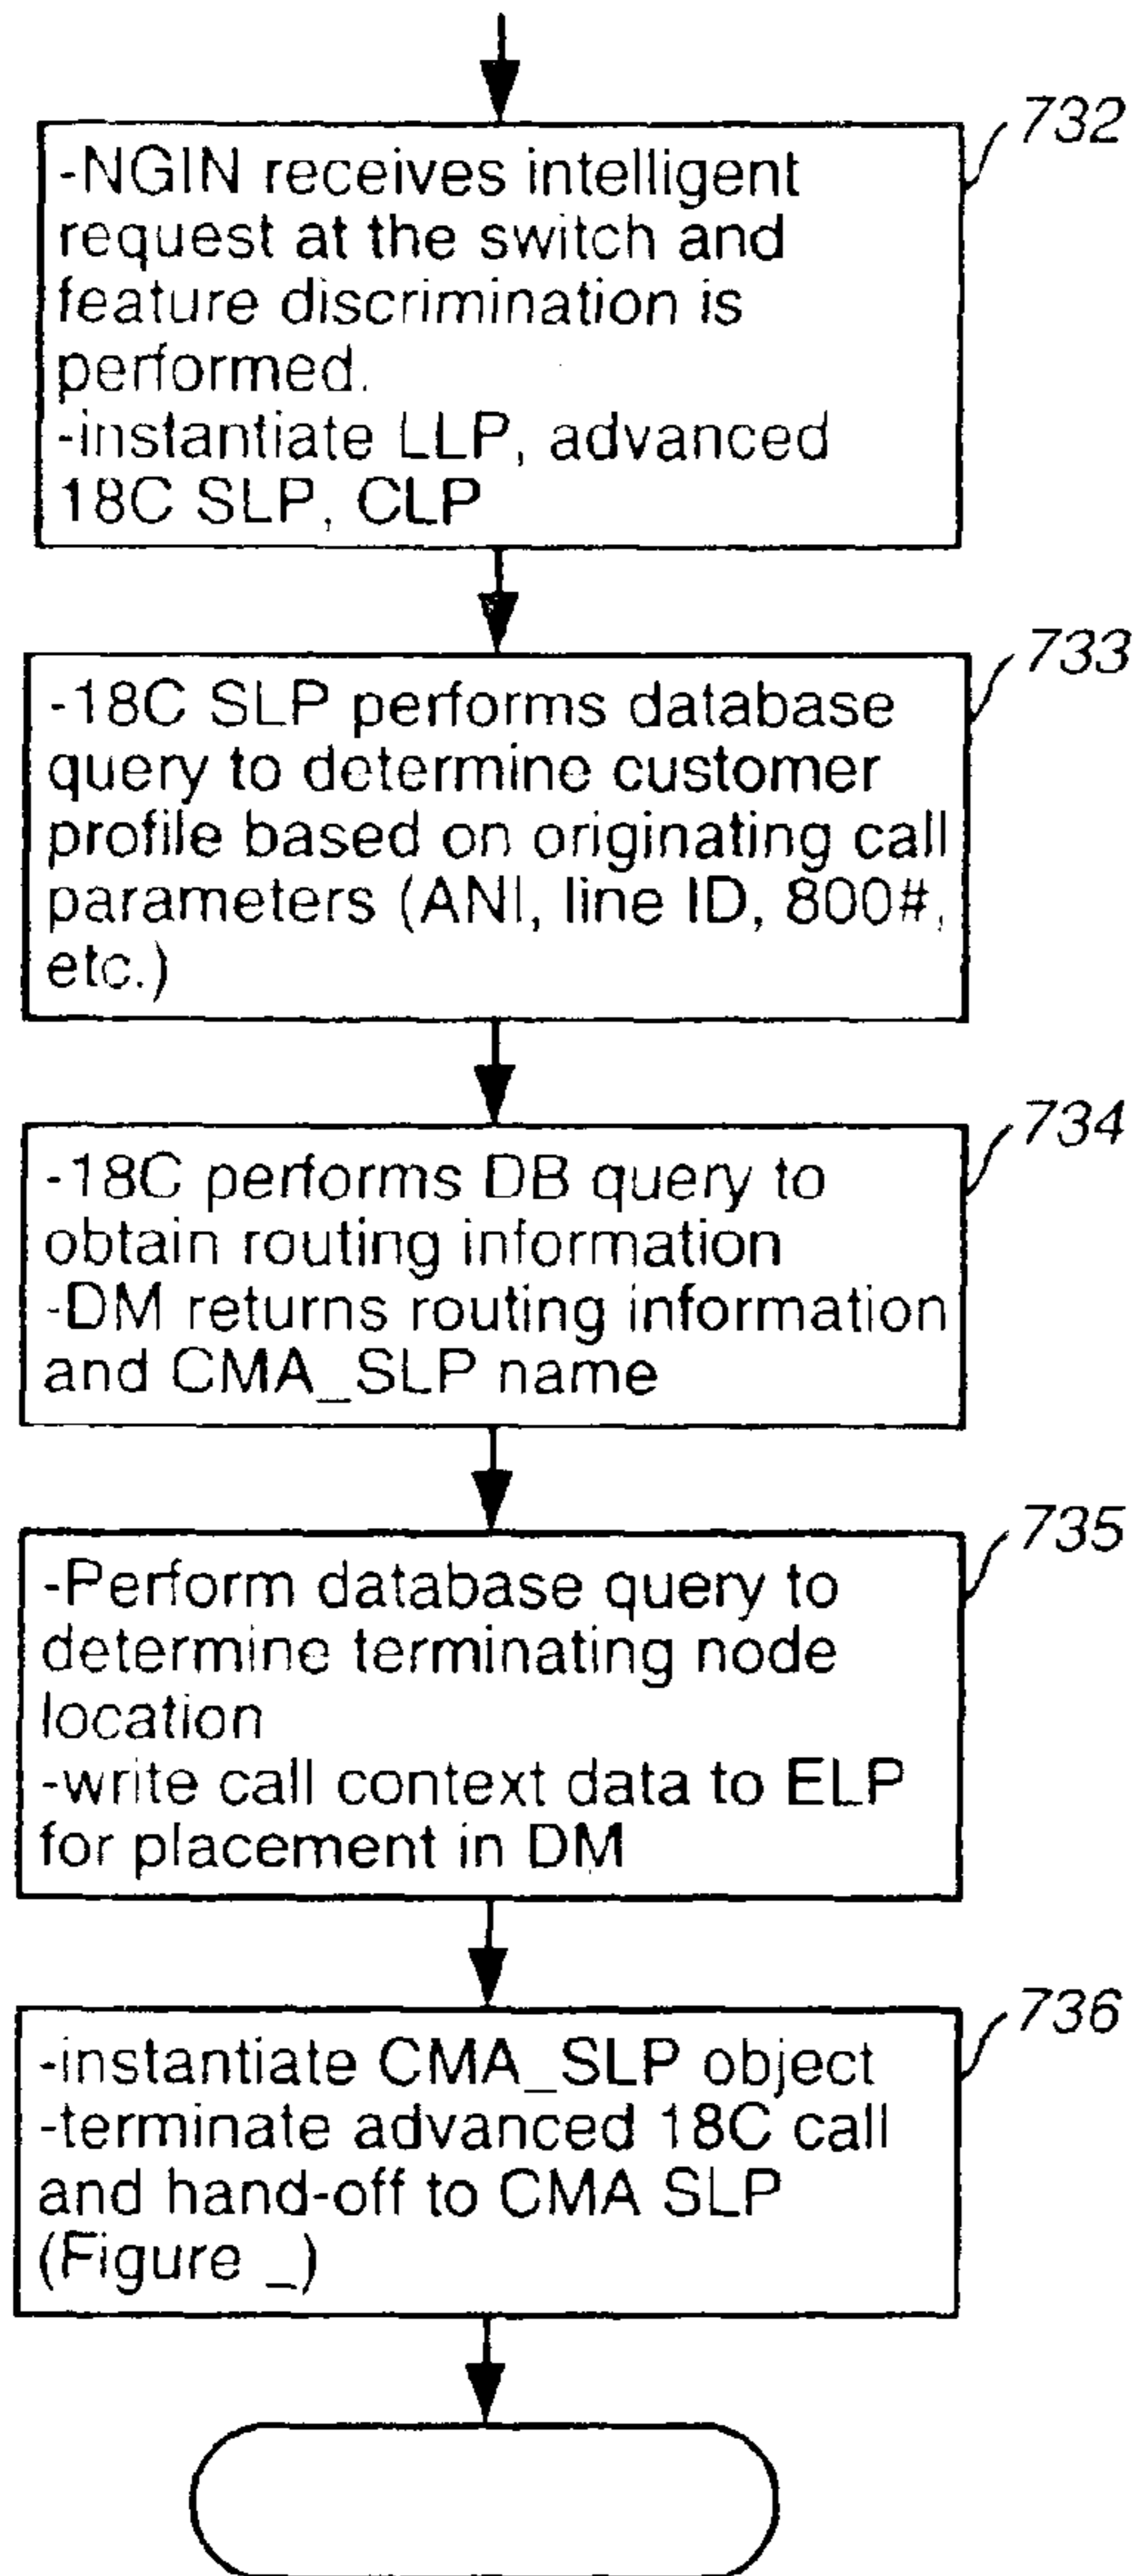 732
-NGIN receives intelligent
request at the switch and
feature discrimination is
performed.
-instantiate LLP, advanced
18C SLP, CLP
733
-18C SLP performs database
query to determine customer
profile based on originating call
parameters (ANI, line ID, 800#,
etc.)
734
-18C performs DB query to
obtain routing information
-DM returns routing information
and CMA_SLP name
735
-Perform database query to
determine terminating node
location
-write call context data to ELP
for placement in DM
736
-instantiate CMA_SLP object
-terminate advanced 18C call
and hand-off to CMA SLP
(Figure _)